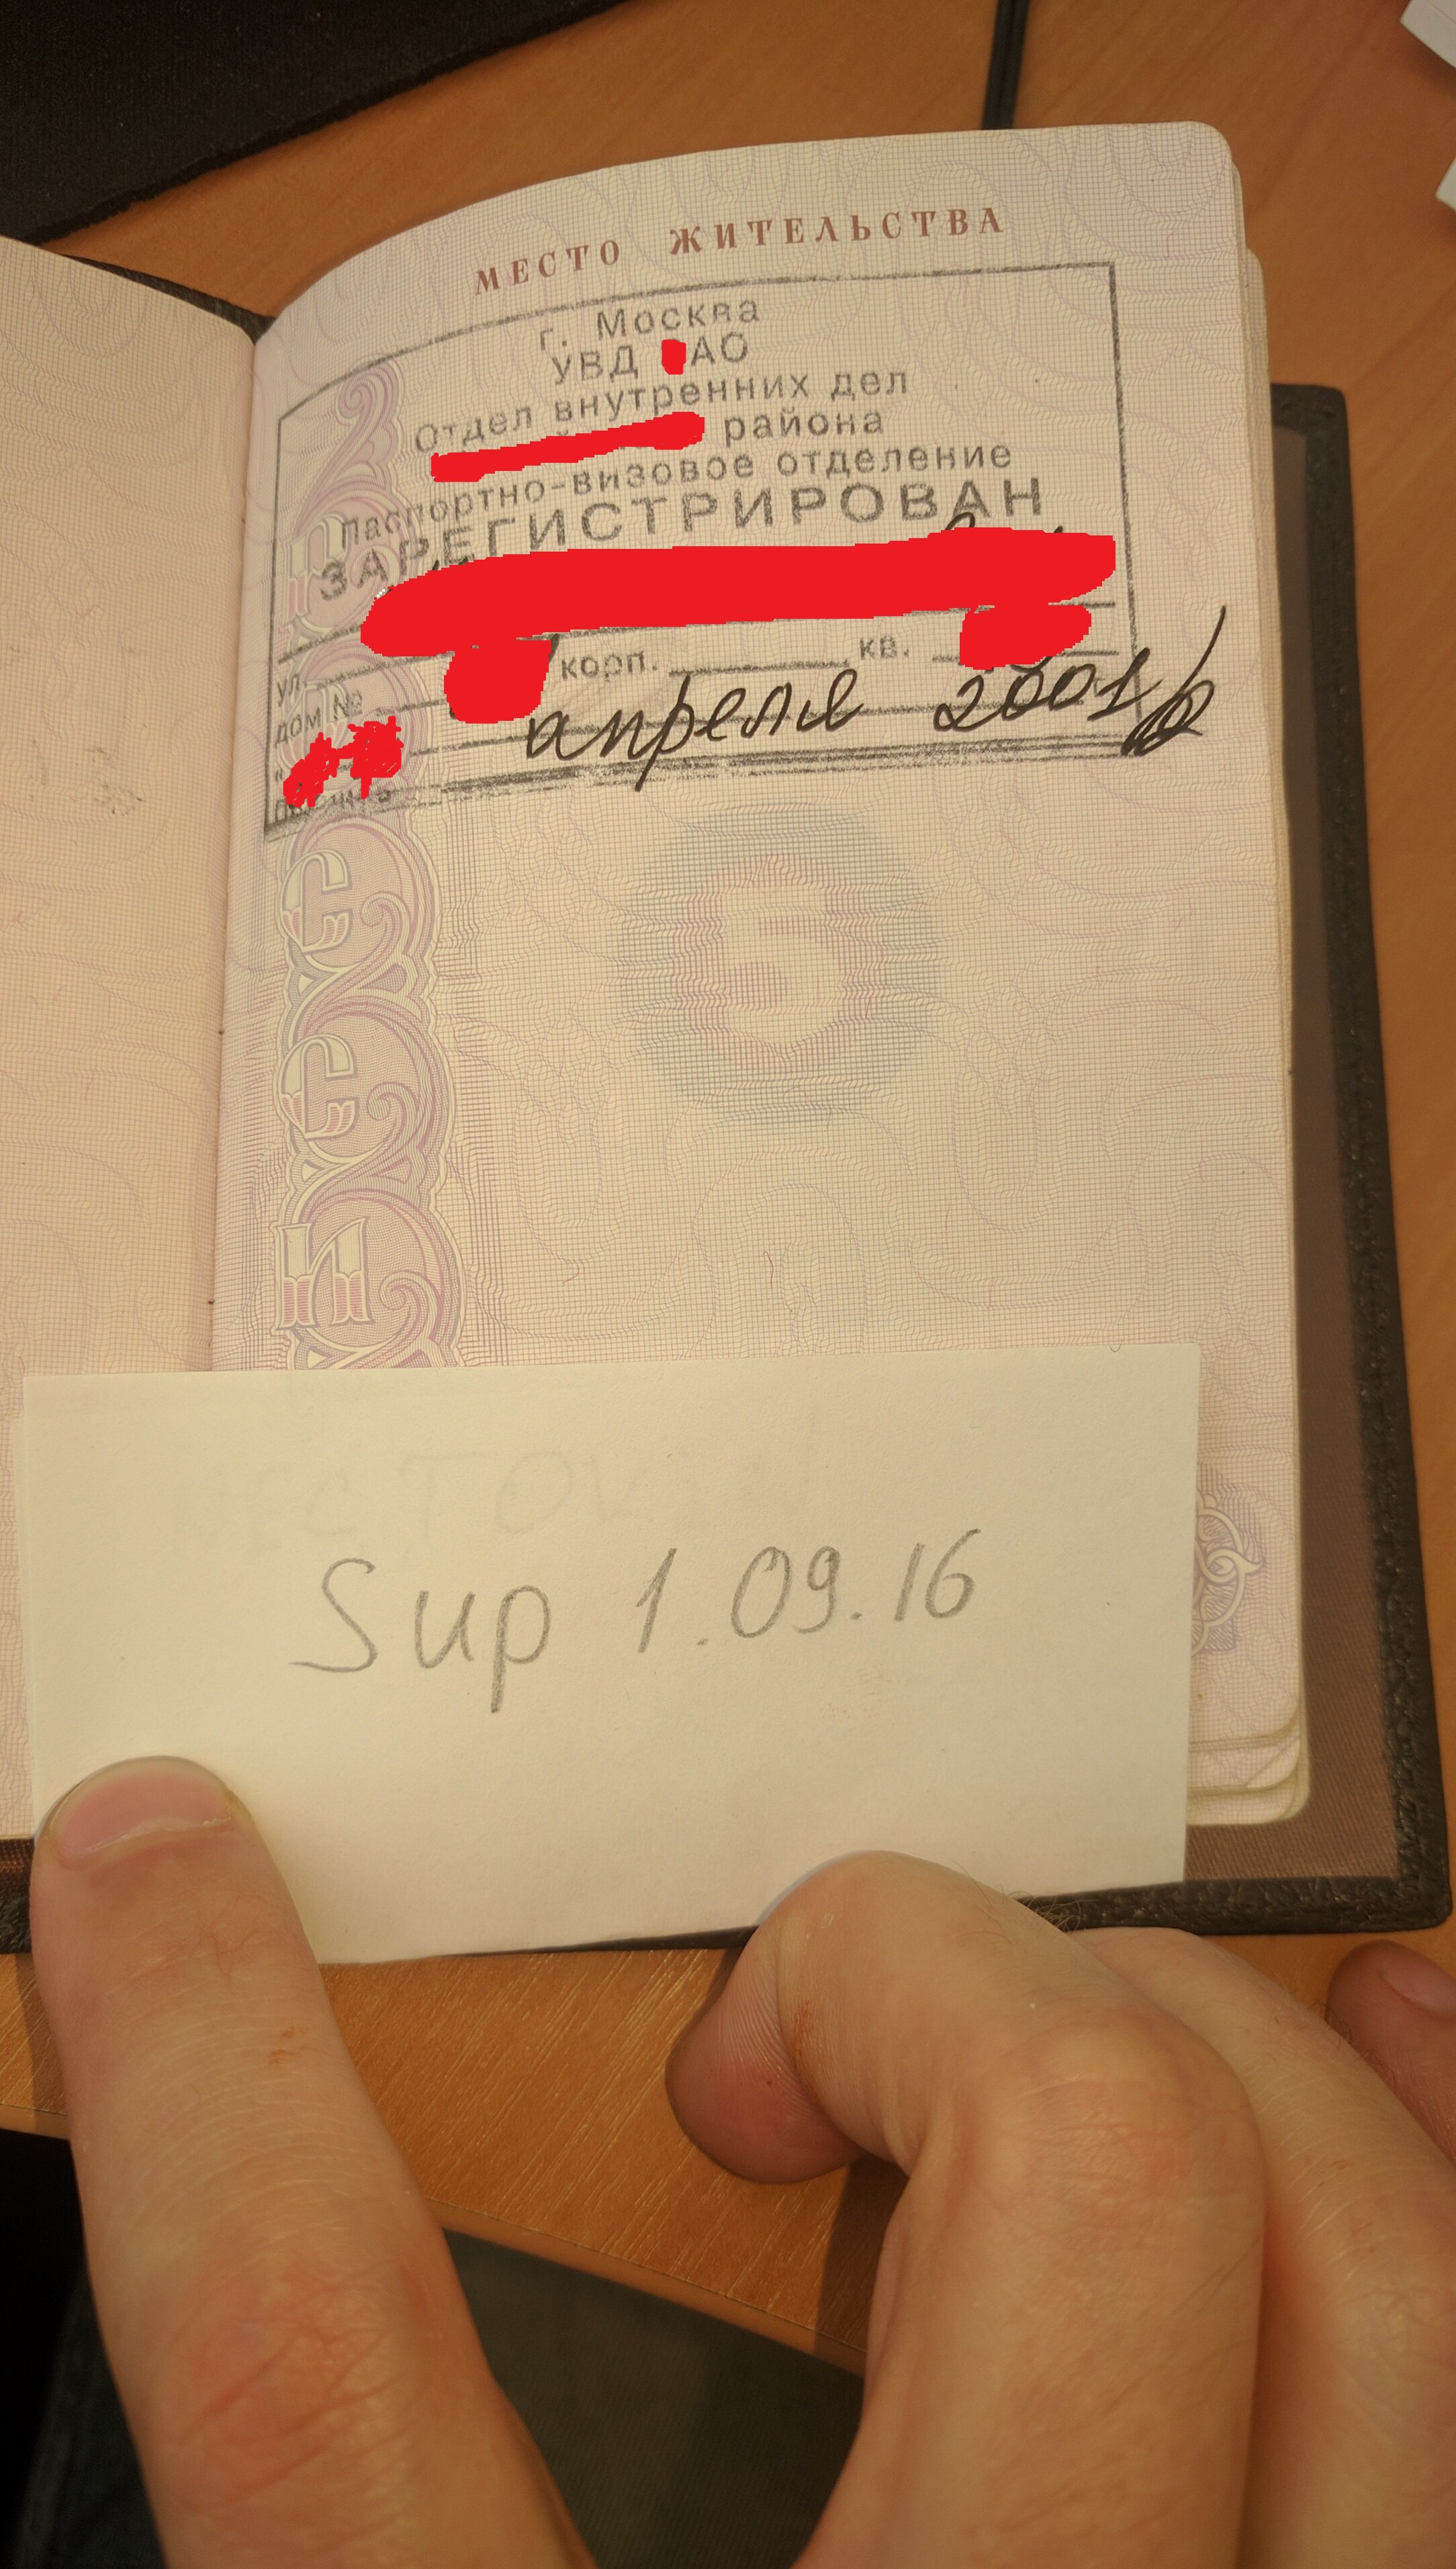 МЕСТО ЖИТЕЛЬСТВА
г. Москва
УВД АО
Отдел внутренних дел
района
Паспортно-визовое отделение
ЗАРЕГИСТРИРОВАН
ул.
дом № корп. кв.
апреля 2001
5
С
С
И
Sup 1.09.16